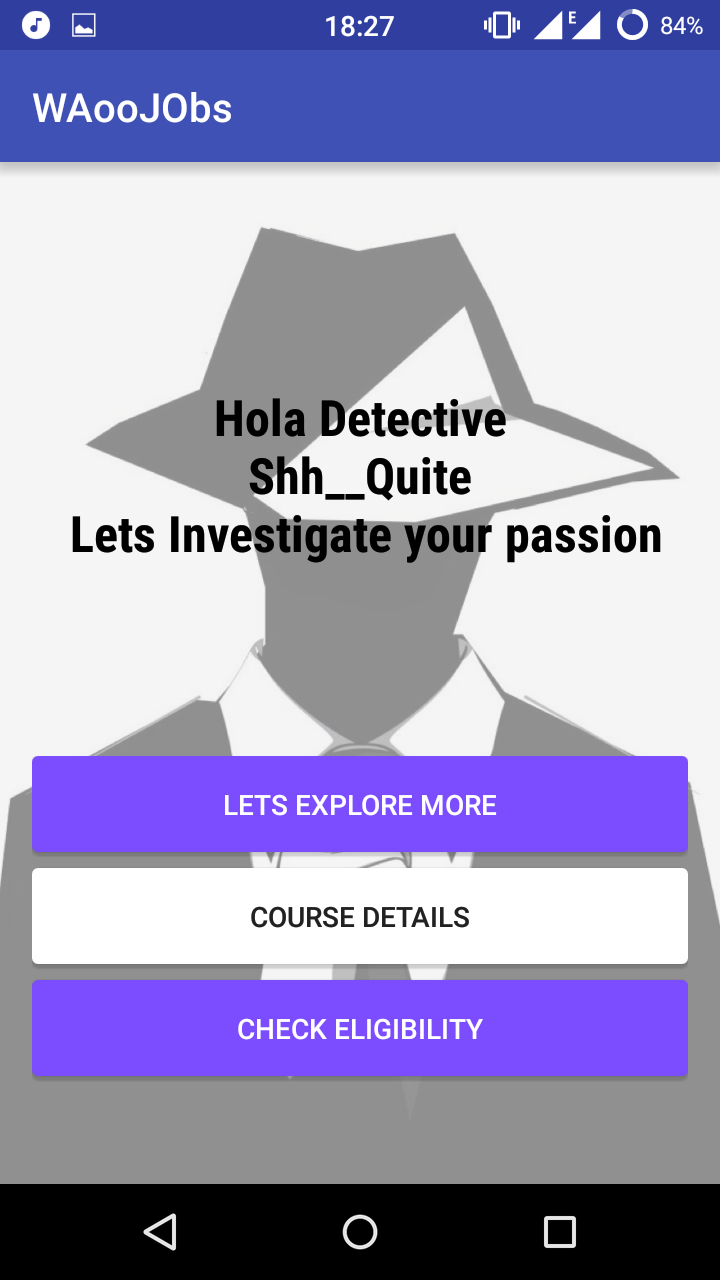 18:27
E
84%
WAooJObs
Hola Detective
Shh__Quite
Lets Investigate your passion
LETS EXPLORE MORE
COURSE DETAILS
CHECK ELIGIBILITY